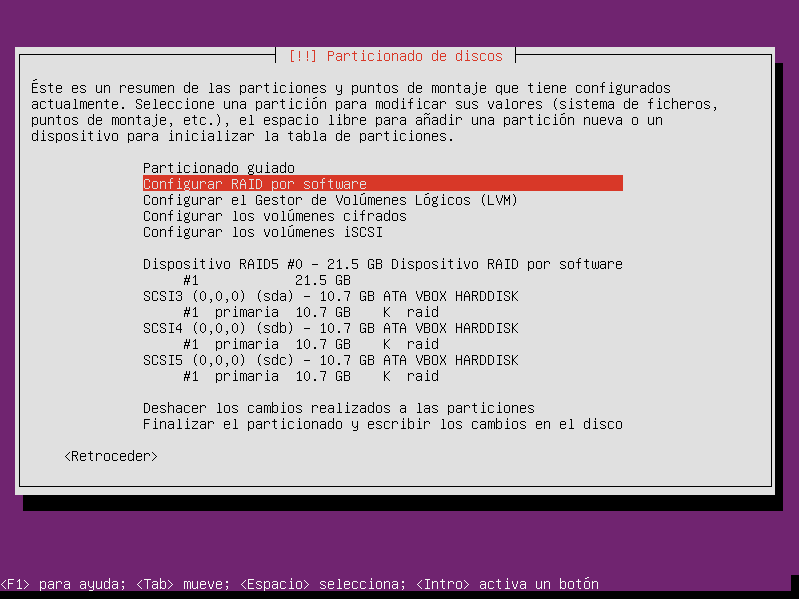 [!!] Particionado de discos
Éste es un resumen de las particiones y puntos de montaje que tiene configurados
actualmente. Seleccione una partición para modificar sus valores (sistema de ficheros,
puntos de montaje, etc.), el espacio libre para añadir una partición nueva o un
dispositivo para inicializar la tabla de particiones.
Particionado guiado
Configurar RAID por software
Configurar el Gestor de Volúmenes Lógicos (LVM)
Configurar los volúmenes cifrados
Configurar los volúmenes iSCSI
Dispositivo RAID5 #0 – 21.5 GB Dispositivo RAID por software
#1 21.5 GB
SCSI3 (0,0,0) (sda) – 10.7 GB ATA VBOX HARDDISK
#1 primaria 10.7 GB K raid
SCSI4 (0,0,0) (sdb) – 10.7 GB ATA VBOX HARDDISK
#1 primaria 10.7 GB K raid
SCSI5 (0,0,0) (sdc) – 10.7 GB ATA VBOX HARDDISK
#1 primaria 10.7 GB K raid
Deshacer los cambios realizados a las particiones
Finalizar el particionado y escribir los cambios en el disco
<Retroceder>
<F1> para ayuda; <Tab> mueve; <Espacio> selecciona; <Intro> activa un botón